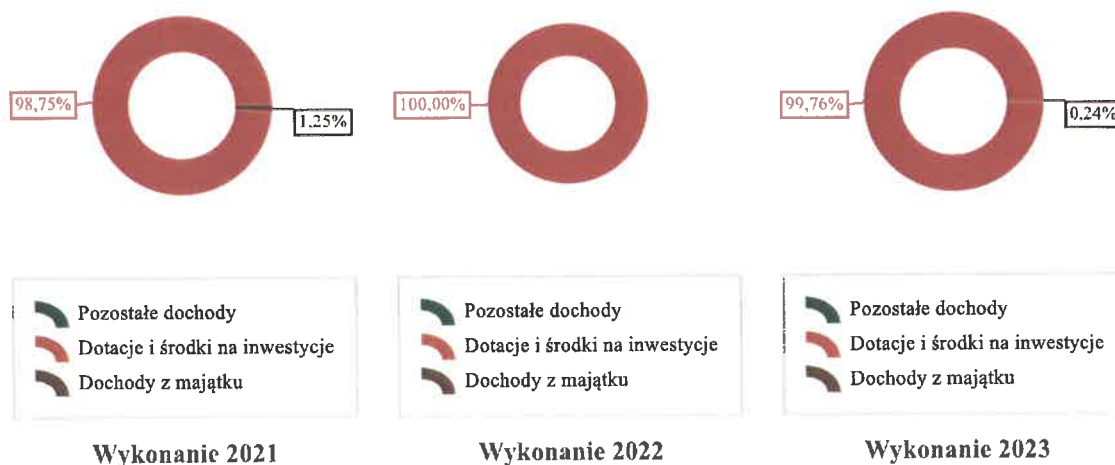 98,75%
1,25%
100,00%
99,76%
0,24%
Pozostałe dochody
Dotacje i środki na inwestycje
Dochody z majątku
Wykonanie 2021
Pozostałe dochody
Dotacje i środki na inwestycje
Dochody z majątku
Wykonanie 2022
Pozostałe dochody
Dotacje i środki na inwestycje
Dochody z majątku
Wykonanie 2023